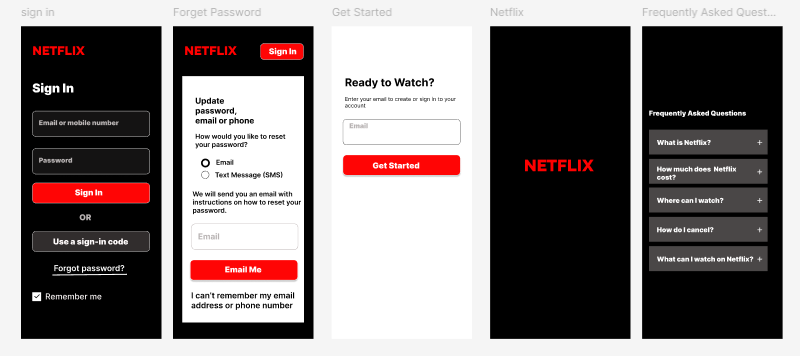 sign in
NETFLIX
Sign In
Email or mobile number
Password
Sign In
OR
Use a sign-in code
Forgot password?
Remember me
Forget Password
NETFLIX
Sign In
Update
password,
email or phone
How would you like to reset
your password?
Email
Text Message (SMS)
We will send you an email with
instructions on how to reset your
password.
Email
Email Me
I can't remember my email
address or phone number
Get Started
Ready to Watch?
Enter your email to create or sign in to your
account
Email
Get Started
Netflix
NETFLIX
Frequently Asked Quest...
Frequently Asked Questions
What is Netflix? +
How much does Netflix
cost? +
Where can I watch? +
How do I cancel? +
What can I watch on Netflix? +